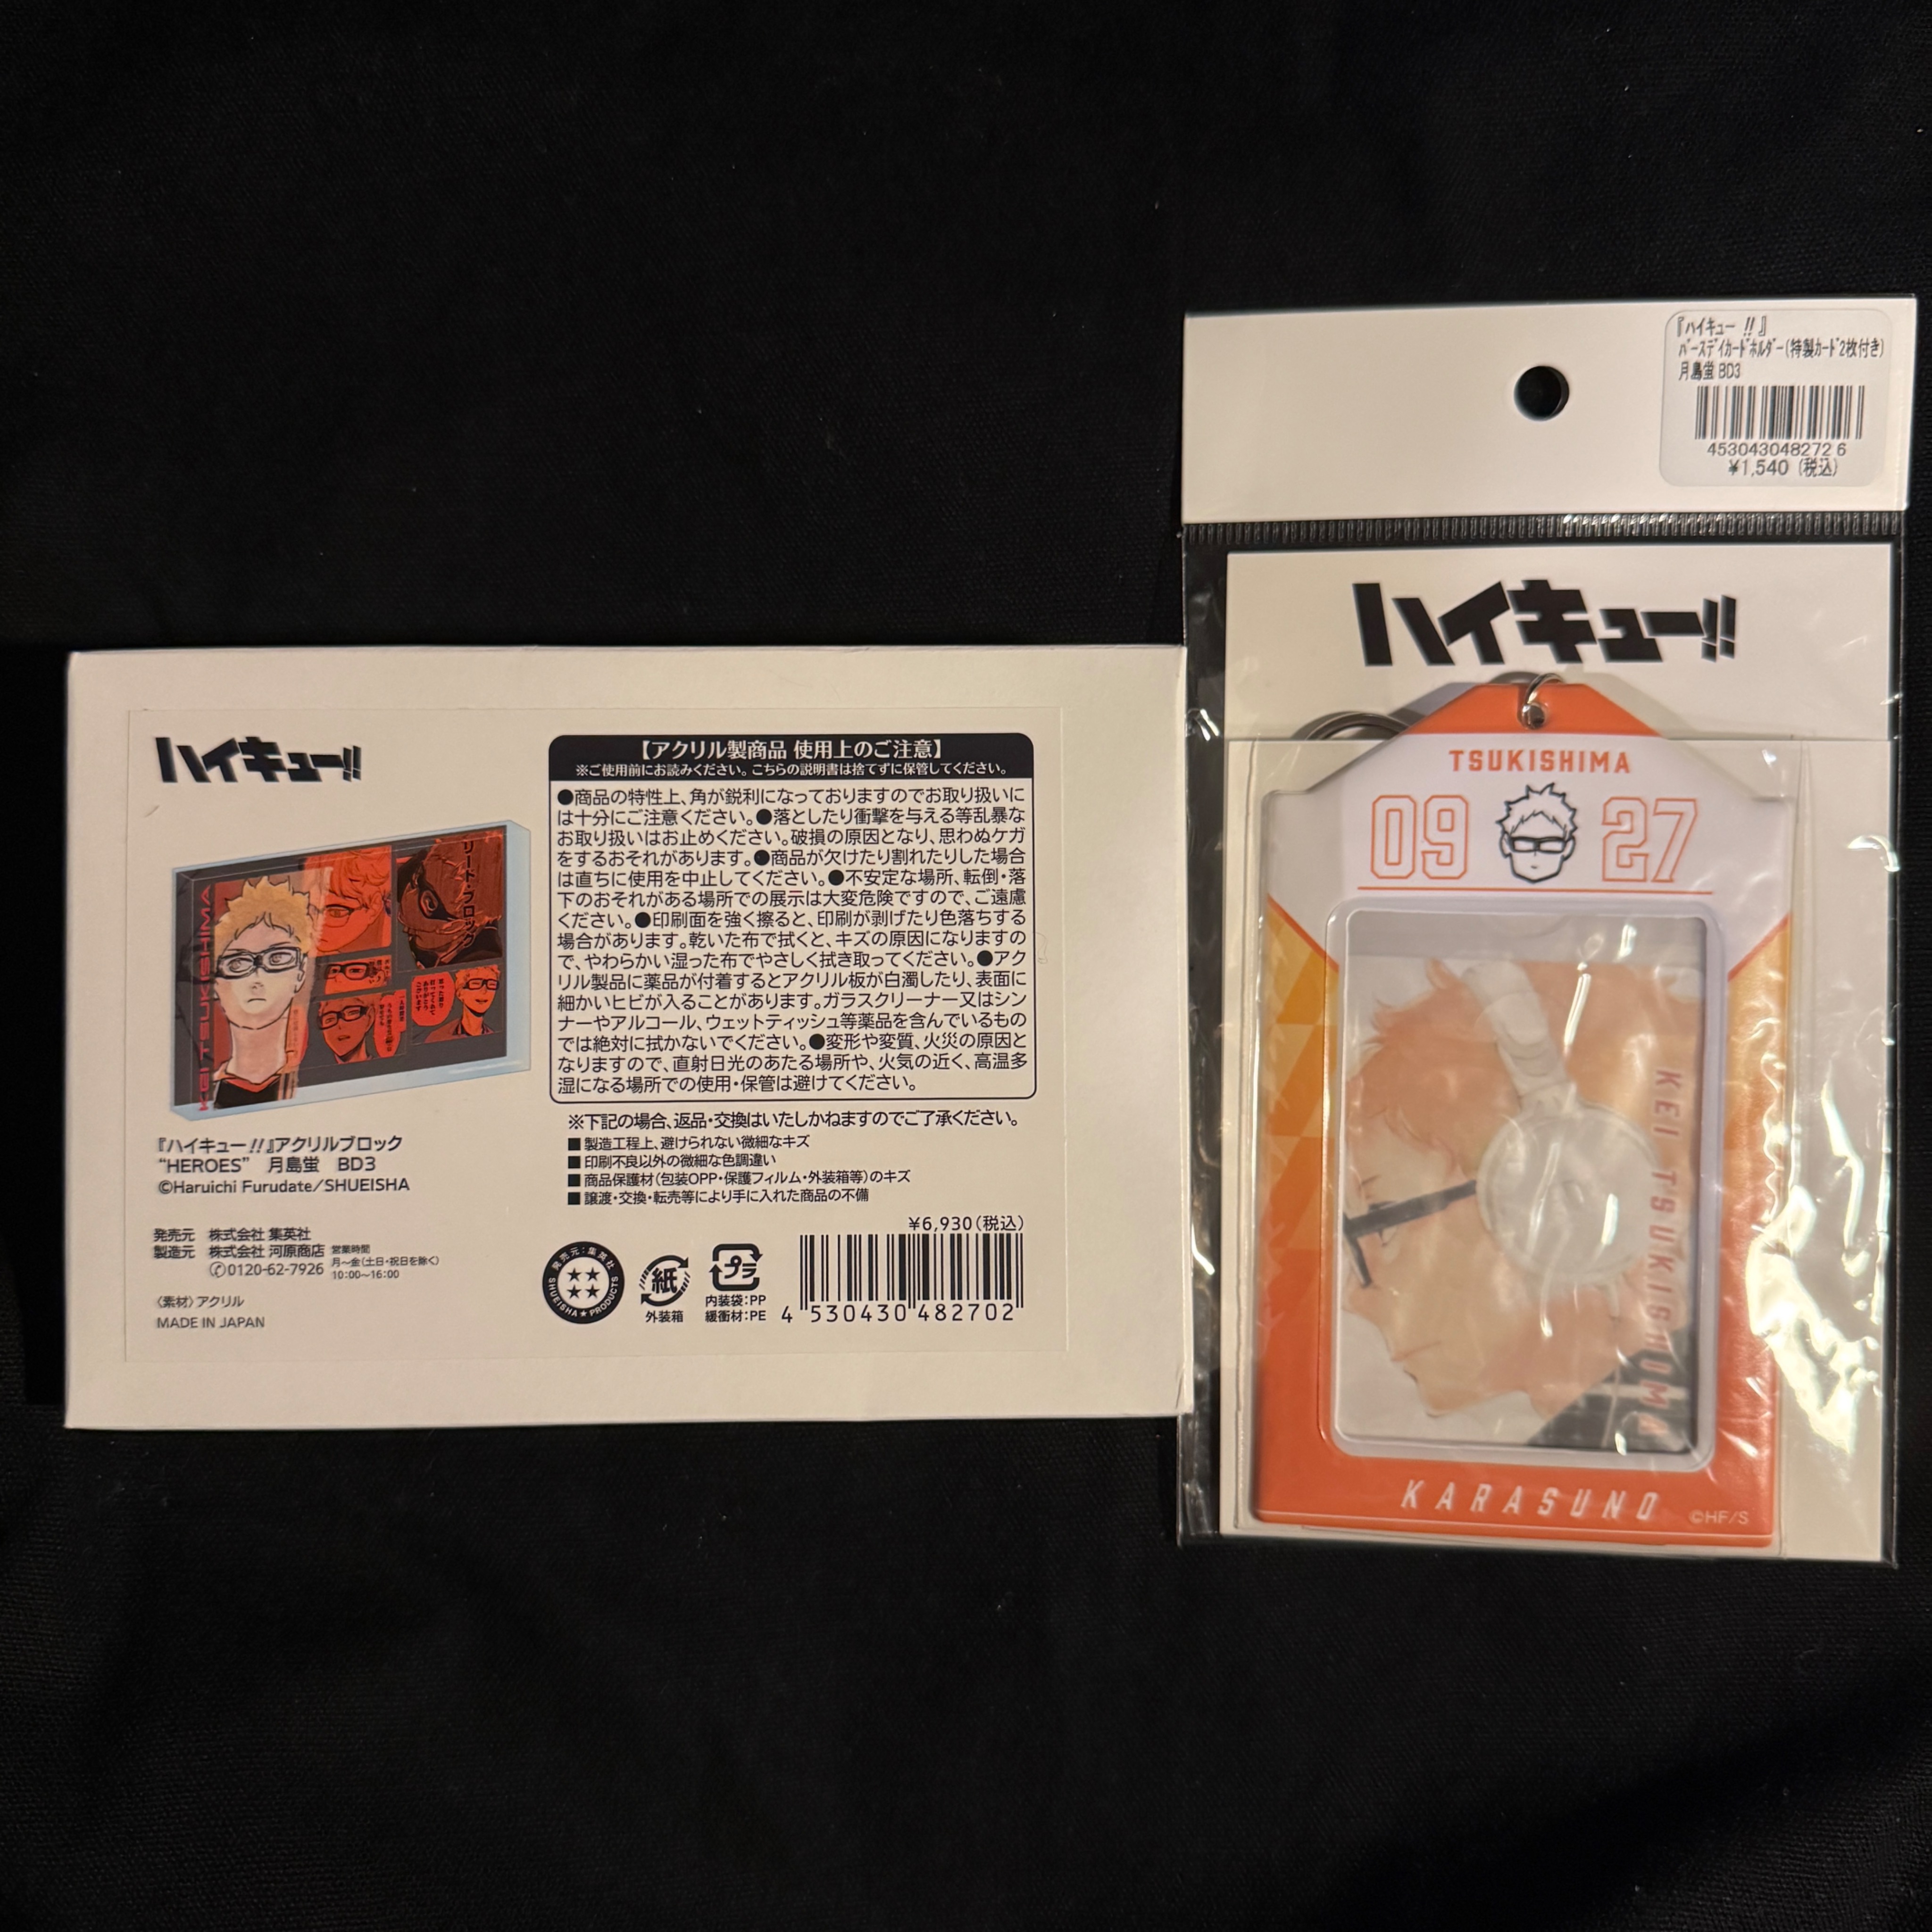 ハイキュー!!
KEI TSUKISHIMA
リード・ブロック
『ハイキュー!!』アクリルブロック
“HEROES” 月島蛍 BD3
©Haruichi Furudate/SHUEISHA
発売元 株式会社 集英社
製造元 株式会社 河原商店 営業時間
月～金(土日・祝日を除く)
✆0120-62-7926 10:00~16:00
〈素材〉アクリル
MADE IN JAPAN
【アクリル製商品 使用上のご注意】
※ご使用前にお読みください。こちらの説明書は捨てずに保管してください。
●商品の特性上、角が鋭利になっておりますのでお取り扱いに
は十分にご注意ください。●落としたり衝撃を与える等乱暴な
お取り扱いはお止めください。破損の原因となり、思わぬケガ
をするおそれがあります。●商品が欠けたり割れたりした場合
は直ちに使用を中止してください。●不安定な場所、転倒・落
下のおそれがある場所での展示は大変危険ですので、ご遠慮
ください。●印刷面を強く擦ると、印刷が剥げたり色落ちする
場合があります。乾いた布で拭くと、キズの原因になりますの
で、やわらかい湿った布でやさしく拭き取ってください。●アク
リル製品に薬品が付着するとアクリル板が白濁したり、表面に
細かいヒビが入ることがあります。ガラスクリーナー又はシン
ナーやアルコール、ウェットティッシュ等薬品を含んでいるもの
では絶対に拭かないでください。●変形や変質、火災の原因と
なりますので、直射日光のあたる場所や、火気の近く、高温多
湿になる場所での使用・保管は避けてください。
※下記の場合、返品・交換はいたしかねますのでご了承ください。
■製造工程上、避けられない微細なキズ
■印刷不良以外の微細な色調違い
■商品保護材(包装OPP・保護フィルム・外装箱等)のキズ
■譲渡・交換・転売等により手に入れた商品の不備
¥6,930(税込)
発売元:集英社
SHUEISHA★PRODUCTS
紙
外装箱
プラ
内装袋:PP
緩衝材:PE
4 530430 482702
『ハイキュー!!』
バースデイカードホルダー(特製カード2枚付き)
月島蛍 BD3
453043048272 6
¥1,540 (税込)
ハイキュー!!
TSUKISHIMA
09 27
KEI TSUKISHIMA
KARASUNO
©HF/S